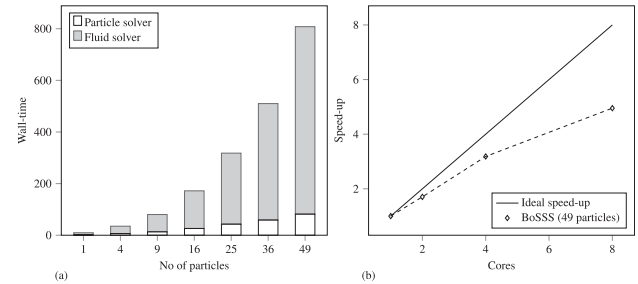 Particle solver
Fluid solver
Wall-time
800
600
400
200
0
1 4 9 16 25 36 49
No of particles
(a)
Speed-up
8
6
4
2
Ideal speed-up
BoSSS (49 particles)
2 4 6 8
Cores
(b)